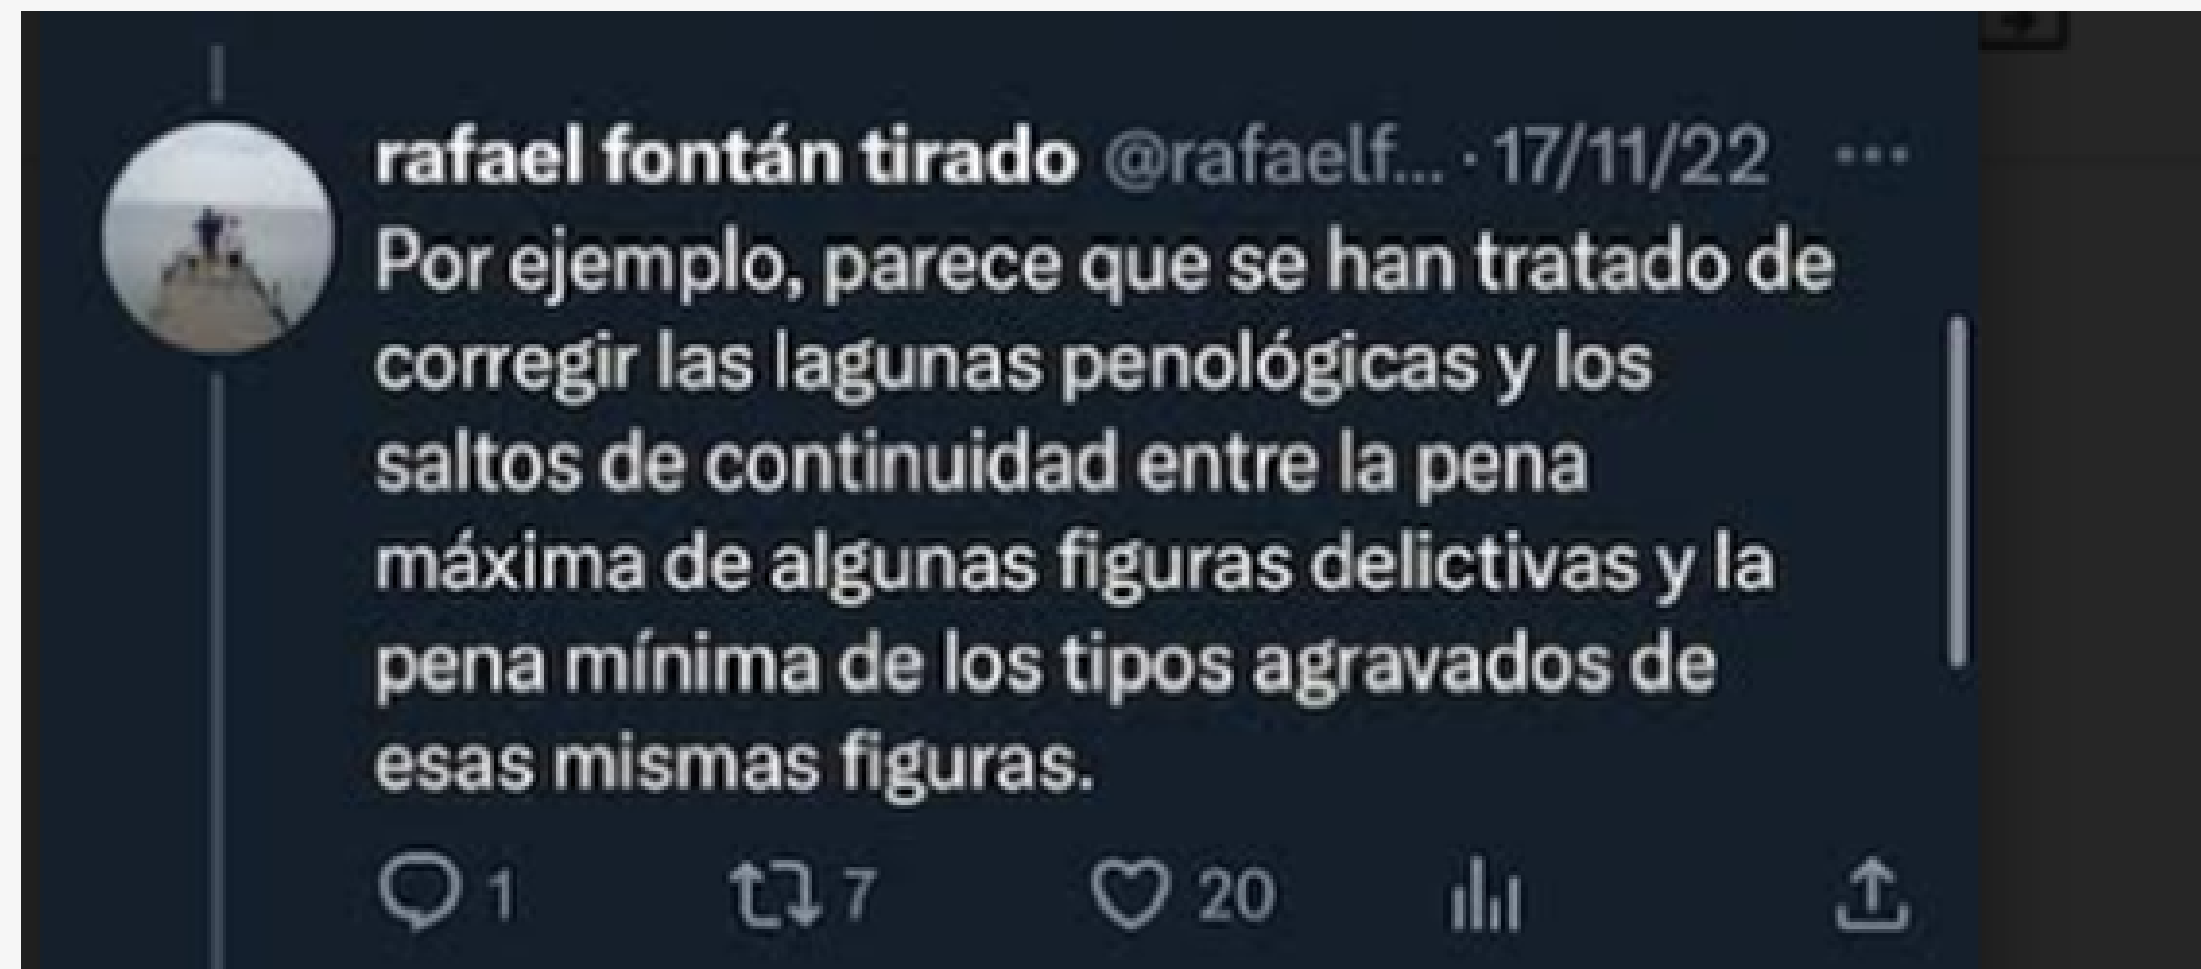 rafael fontán tirado @rafaelf... · 17/11/22
Por ejemplo, parece que se han tratado de
corregir las lagunas penológicas y los
saltos de continuidad entre la pena
máxima de algunas figuras delictivas y la
pena mínima de los tipos agravados de
esas mismas figuras.
1 7 20